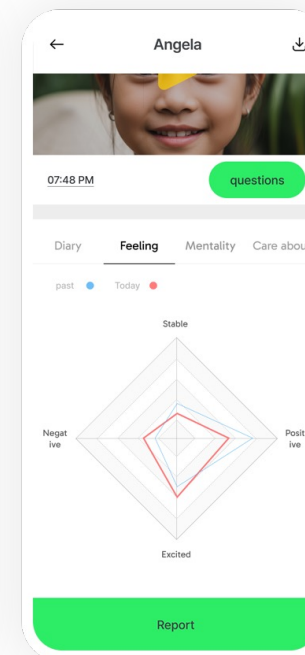 Angela
07:48 PM
questions
Diary Feeling Mentality Care abou
past Today
Stable
Negat
ive
Posit
ive
Excited
Report